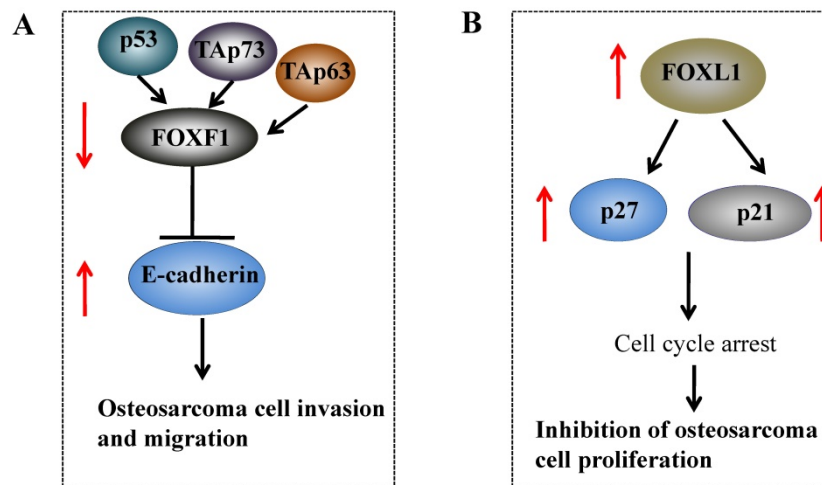 A
p53
TAp73
TAp63
FOXF1
E-cadherin
Osteosarcoma cell invasion
and migration
B
FOXL1
p27
p21
Cell cycle arrest
Inhibition of osteosarcoma
cell proliferation